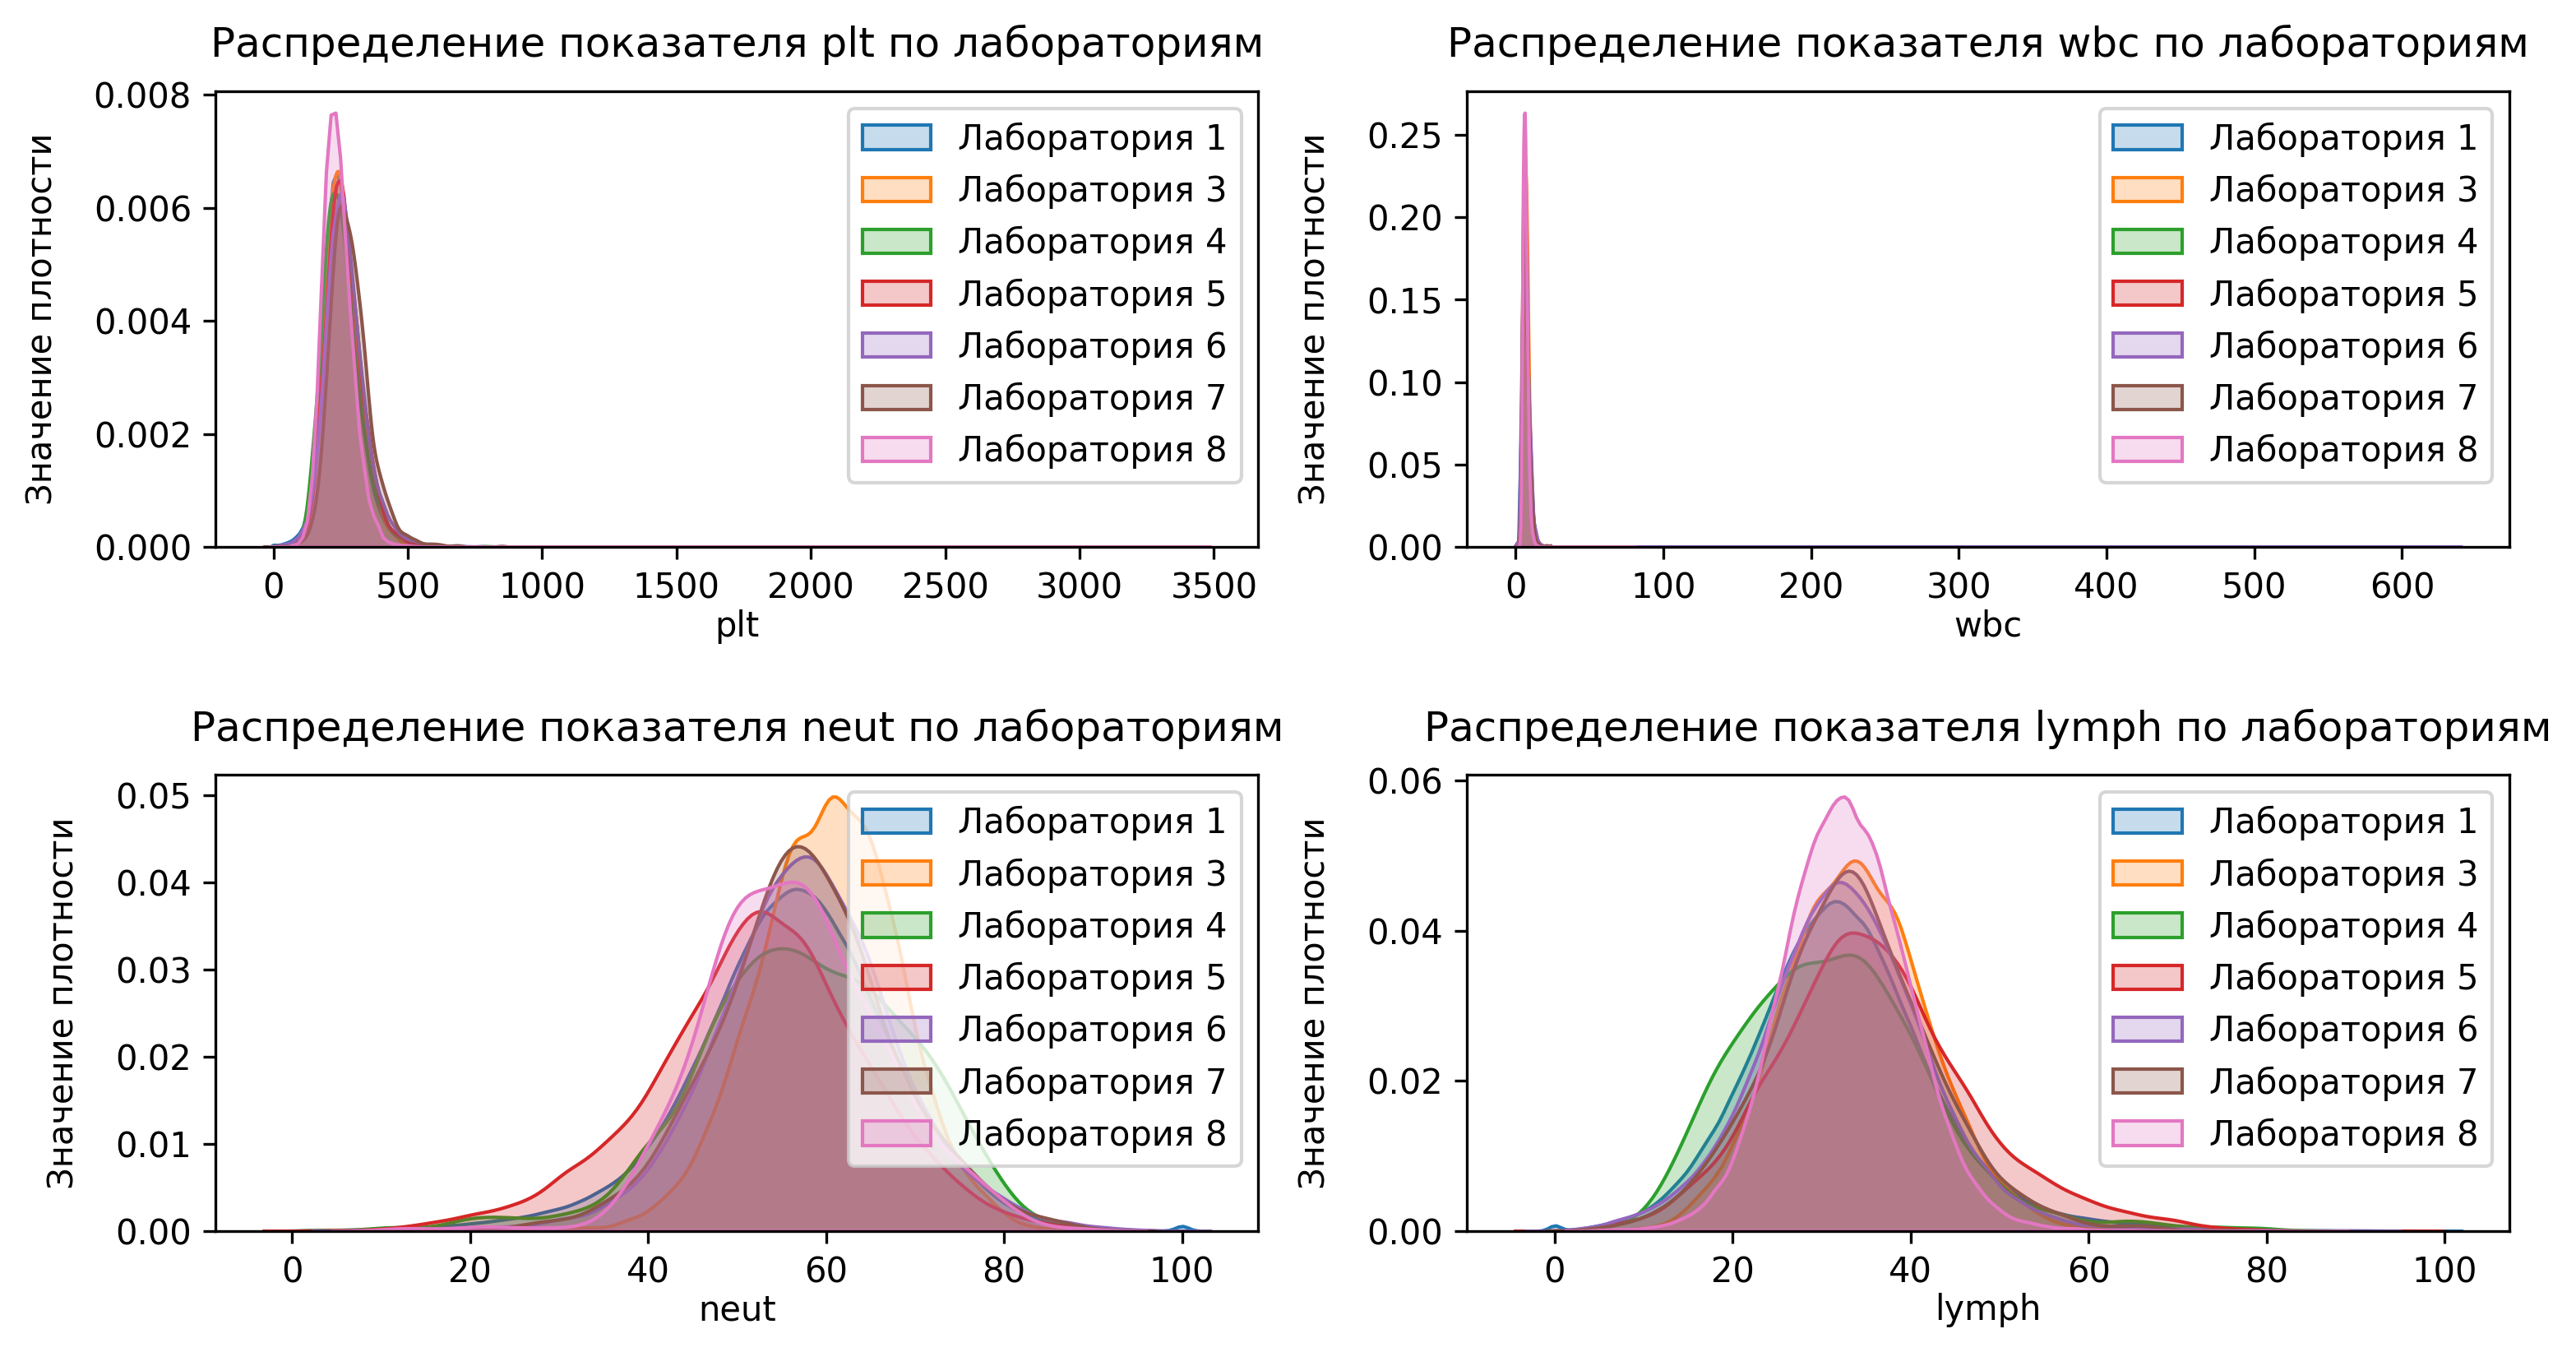 Распределение показателя plt по лабораториям
Значение плотности
0.008
0.006
0.004
0.002
0.000
0 500 1000 1500 2000 2500 3000 3500
plt
Лаборатория 1
Лаборатория 3
Лаборатория 4
Лаборатория 5
Лаборатория 6
Лаборатория 7
Лаборатория 8
Распределение показателя wbc по лабораториям
Значение плотности
0.25
0.20
0.15
0.10
0.05
0.00
0 100 200 300 400 500 600
wbc
Лаборатория 1
Лаборатория 3
Лаборатория 4
Лаборатория 5
Лаборатория 6
Лаборатория 7
Лаборатория 8
Распределение показателя neut по лабораториям
Значение плотности
0.05
0.04
0.03
0.02
0.01
0.00
0 20 40 60 80 100
neut
Лаборатория 1
Лаборатория 3
Лаборатория 4
Лаборатория 5
Лаборатория 6
Лаборатория 7
Лаборатория 8
Распределение показателя lymph по лабораториям
Значение плотности
0.06
0.04
0.02
0.00
0 20 40 60 80 100
lymph
Лаборатория 1
Лаборатория 3
Лаборатория 4
Лаборатория 5
Лаборатория 6
Лаборатория 7
Лаборатория 8